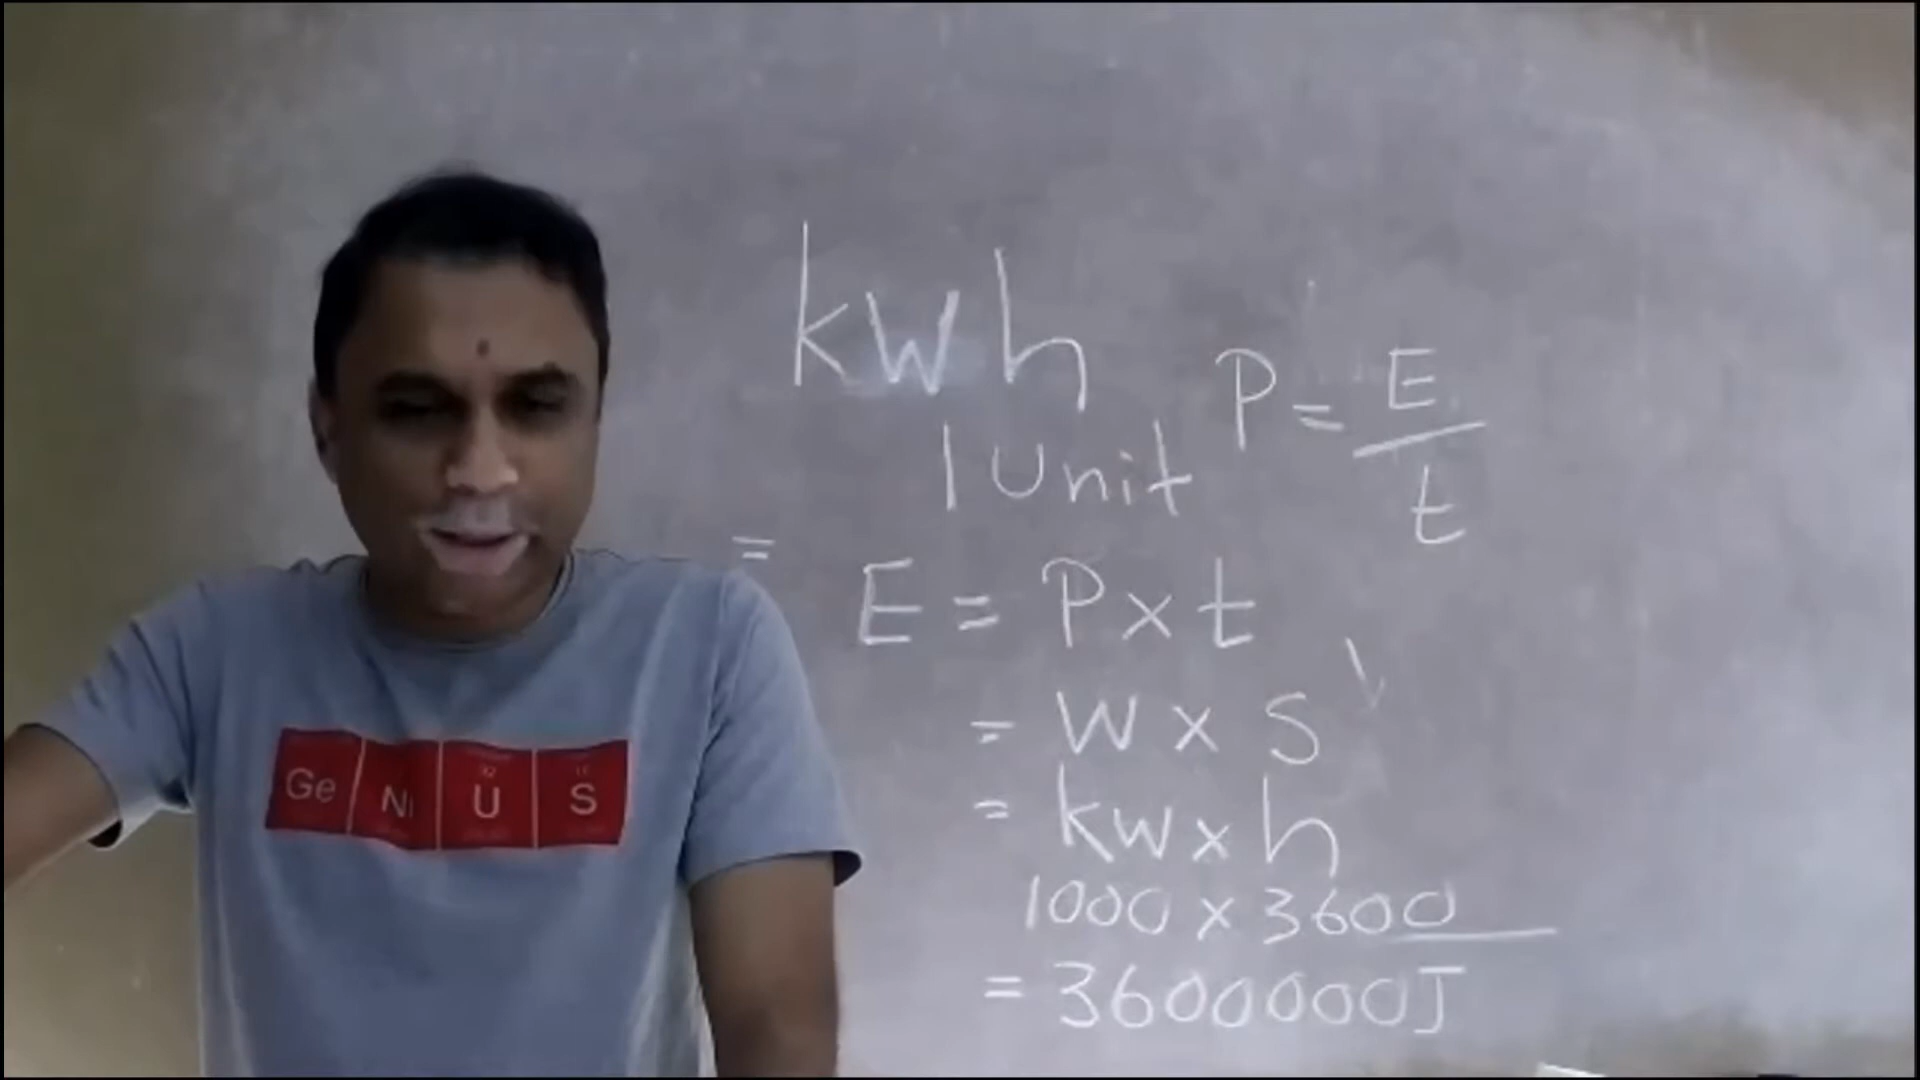 kwh
1 Unit
P = E/t
=
E = P x t
= W x S
= kw x h
1000 x 3600
= 3600000J
Ge Ni U S